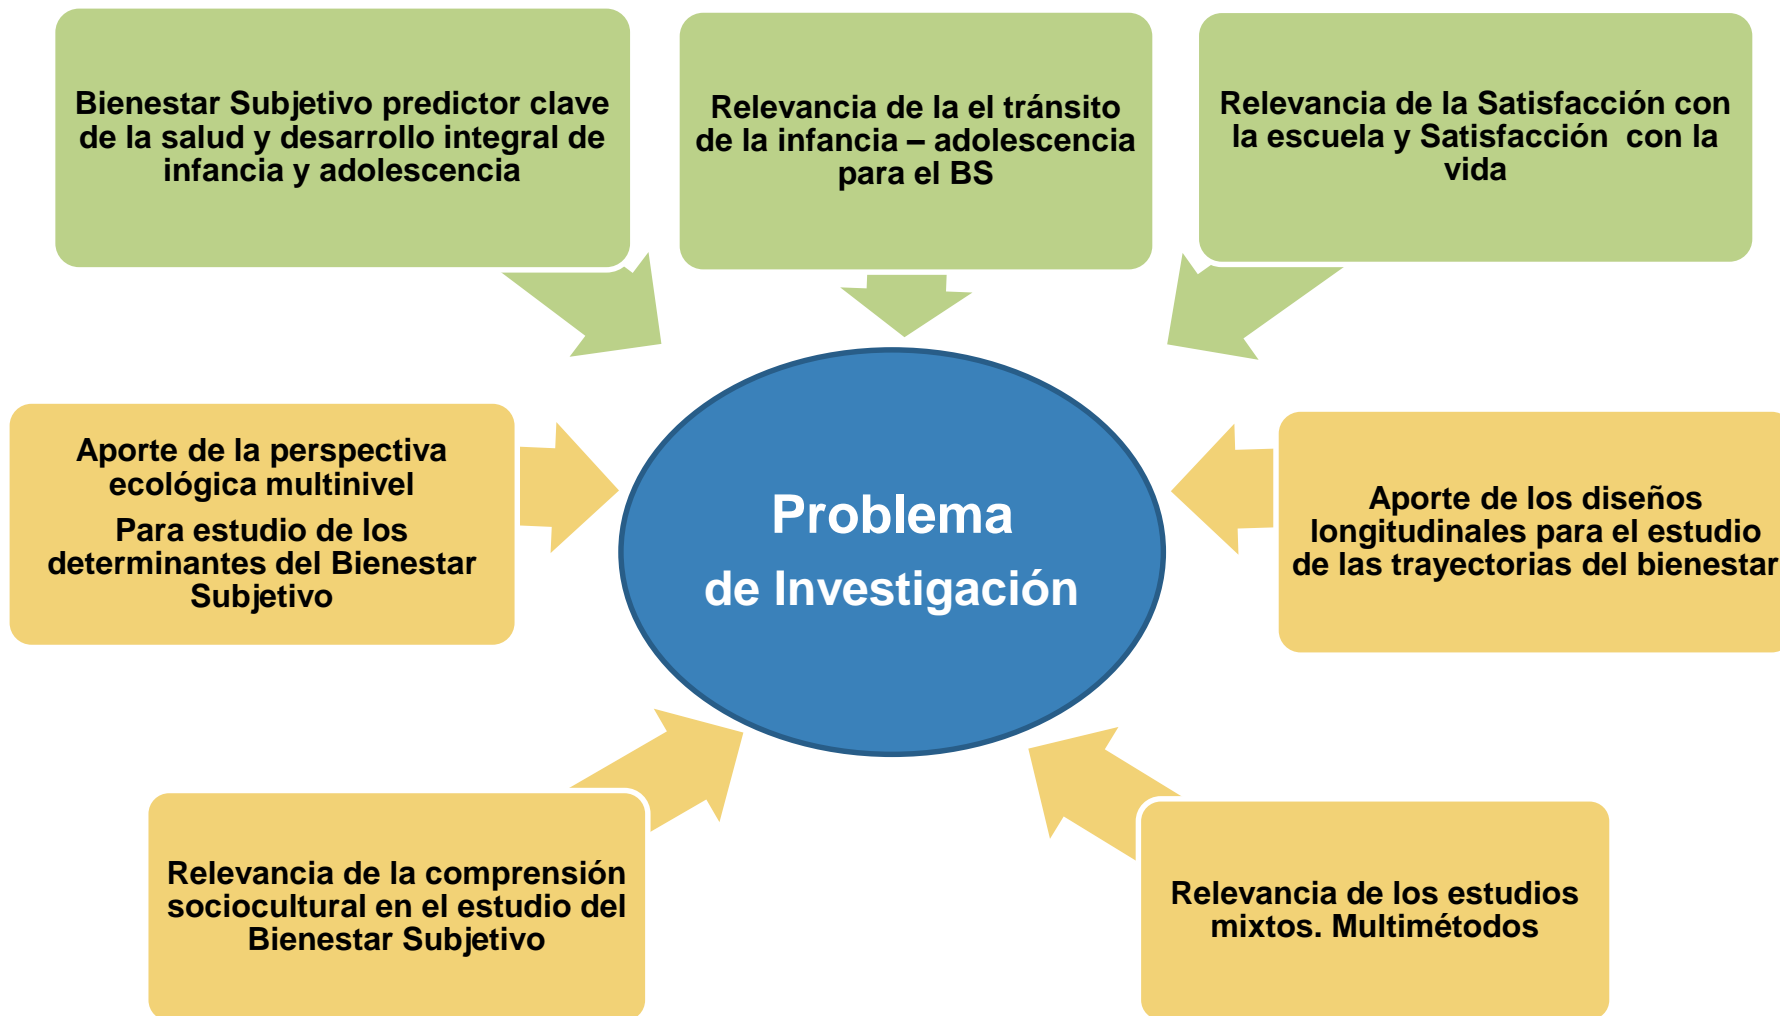 Bienestar Subjetivo predictor clave
de la salud y desarrollo integral de
infancia y adolescencia
Relevancia de la el tránsito
de la infancia – adolescencia
para el BS
Relevancia de la Satisfacción con
la escuela y Satisfacción  con la
vida
Aporte de la perspectiva
ecológica multinivel
Para estudio de los
determinantes del Bienestar
Subjetivo
Problema
de Investigación
Aporte de los diseños
longitudinales para el estudio
de las trayectorias del bienestar
Relevancia de la comprensión
sociocultural en el estudio del
Bienestar Subjetivo
Relevancia de los estudios
mixtos. Multimétodos